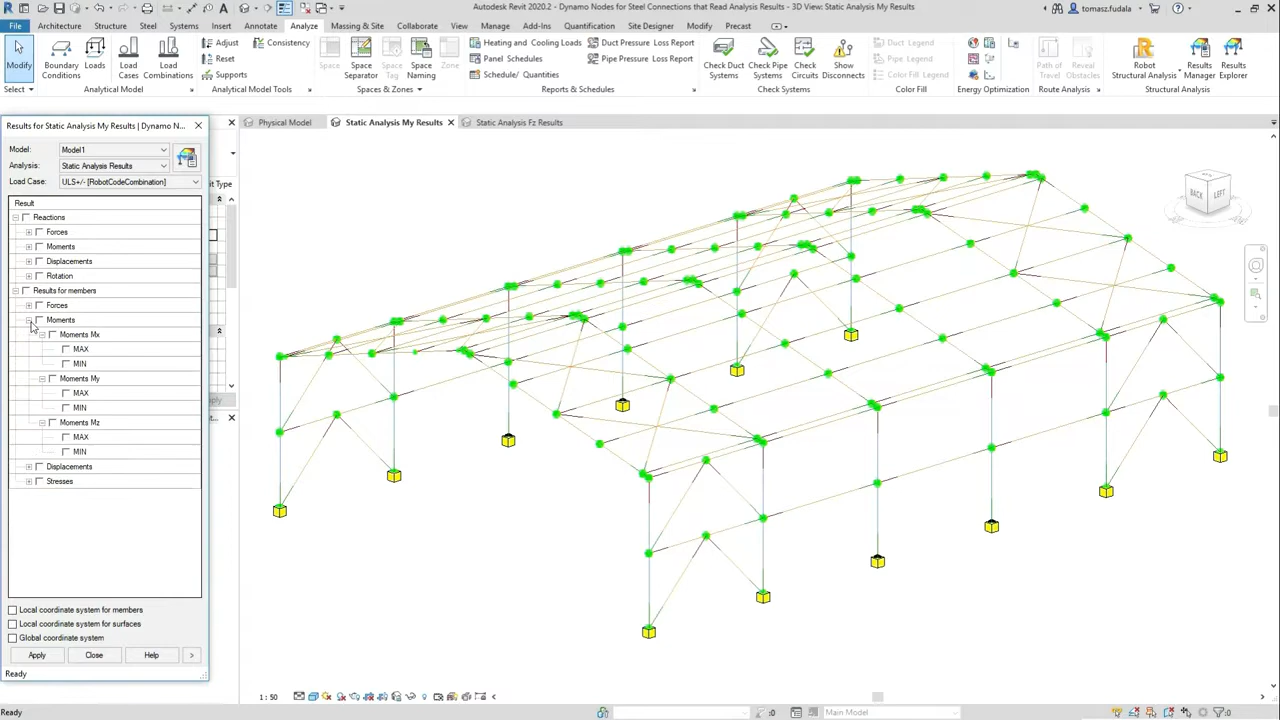 Autodesk Revit 2020.2 - Dynamo Nodes for Steel Connections that Read Analysis Results - 3D View: Static Analysis My Results
tomasz.fudala
File
Architecture
Structure
Steel
Systems
Insert
Annotate
Analyze
Massing & Site
Collaborate
View
Manage
Add-Ins
Quantification
Site Designer
Modify
Precast
Modify
Boundary
Conditions
Loads
Load
Cases
Load
Combinations
Adjust
Reset
Supports
Consistency
Space
Space
Separator
Space
Tag
Space
Naming
Zone
Heating and Cooling Loads
Panel Schedules
Schedule/ Quantities
Duct Pressure Loss Report
Pipe Pressure Loss Report
Check Duct
Systems
Check Pipe
Systems
Check
Circuits
Show
Disconnects
Duct Legend
Pipe Legend
Color Fill Legend
Path of
Travel
Reveal
Obstacles
Robot
Structural Analysis
Results
Manager
Results
Explorer
Select
Analytical Model
Analytical Model Tools
Spaces & Zones
Reports & Schedules
Check Systems
Color Fill
Energy Optimization
Route Analysis
Structural Analysis
Results for Static Analysis My Results | Dynamo N...
Physical Model
Static Analysis My Results
Static Analysis Fz Results
Model:
Model1
Analysis:
Static Analysis Results
Load Case:
ULS+/- [RobotCodeCombination]
Result
Reactions
Forces
Moments
Displacements
Rotation
Results for members
Forces
Moments
Moments Mx
MAX
MIN
Moments My
MAX
MIN
Moments Mz
MAX
MIN
Displacements
Stresses
Local coordinate system for members
Local coordinate system for surfaces
Global coordinate system
Apply
Close
Help
>
Ready
it Type
BACK
LEFT
1 : 50
Ready
:0
Main Model
:0